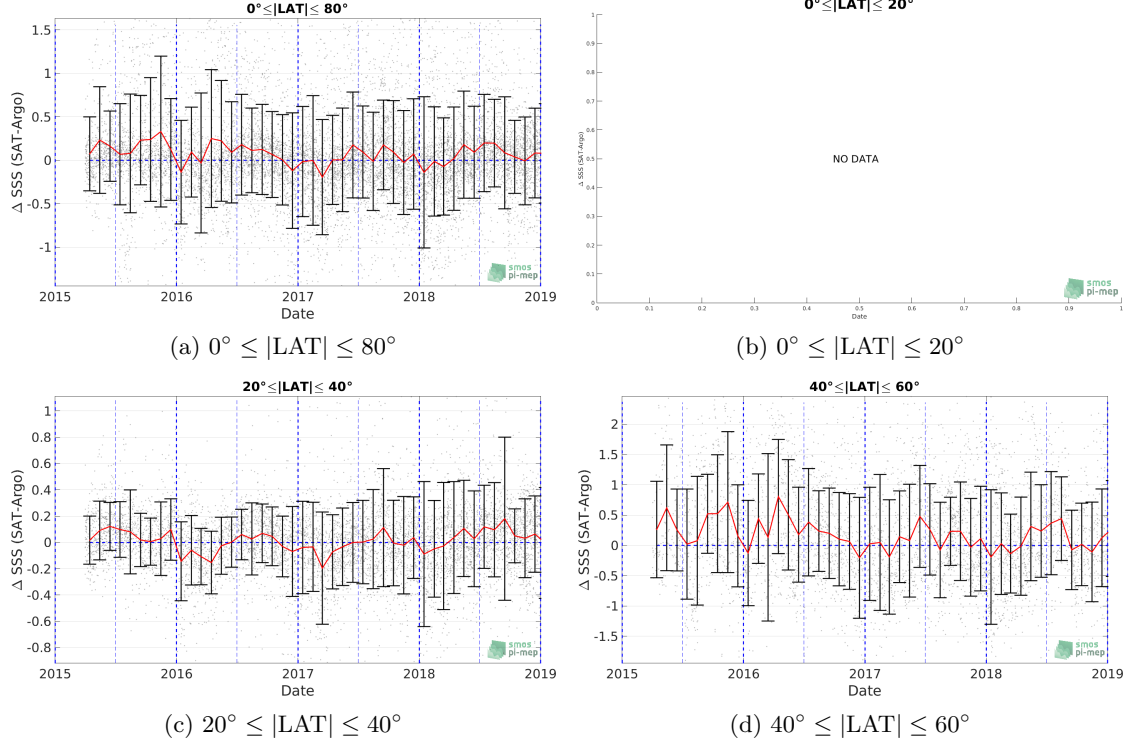 0°≤|LAT|≤ 80°
Δ SSS (SAT-Argo)
1.5
1
0.5
0
-0.5
-1
2015 2016 2017 2018 2019
Date
smos
pi-mep
(a) 0° ≤ |LAT| ≤ 80°
0°≤|LAT|≤ 20°
Δ SSS (SAT-Argo)
1
0.9
0.8
0.7
0.6
0.5
0.4
0.3
0.2
0.1
0
NO DATA
0 0.1 0.2 0.3 0.4 0.5 0.6 0.7 0.8 0.9 1
Date
smos
pi-mep
(b) 0° ≤ |LAT| ≤ 20°
20°≤|LAT|≤ 40°
Δ SSS (SAT-Argo)
1
0.8
0.6
0.4
0.2
0
-0.2
-0.4
-0.6
-0.8
2015 2016 2017 2018 2019
Date
smos
pi-mep
(c) 20° ≤ |LAT| ≤ 40°
40°≤|LAT|≤ 60°
Δ SSS (SAT-Argo)
2
1.5
1
0.5
0
-0.5
-1
-1.5
2015 2016 2017 2018 2019
Date
smos
pi-mep
(d) 40° ≤ |LAT| ≤ 60°